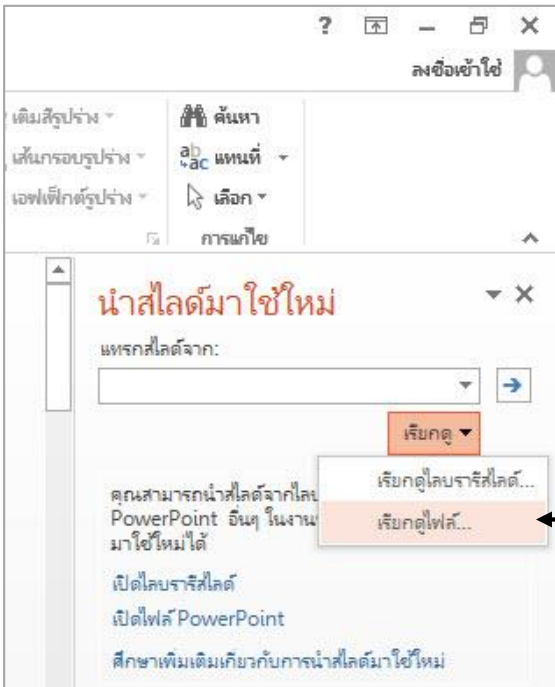 ?
ลงชื่อเข้าใช้
เติมสีรูปร่าง
เส้นกรอบรูปร่าง
เอฟเฟ็กต์รูปร่าง
ค้นหา
ab
ac แทนที่
เลือก
การแก้ไข
นำสไลด์มาใช้ใหม่
แทรกสไลด์จาก:
เรียกดู
เรียกดูไลบรารีสไลด์...
เรียกดูไฟล์...
คุณสามารถนำสไลด์จากไลบ
PowerPoint อื่นๆ ในงาน
มาใช้ใหม่ได้
เปิดไลบรารีสไลด์
เปิดไฟล์ PowerPoint
ศึกษาเพิ่มเติมเกี่ยวกับการนำสไลด์มาใช้ใหม่